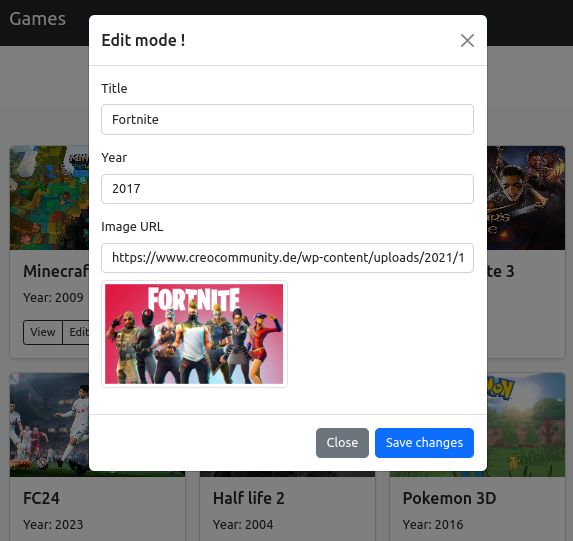 Games
Edit mode !
Title
Fortnite
Year
2017
Image URL
https://www.creocommunity.de/wp-content/uploads/2021/1
FORTNITE
Minecraf
te 3
Year: 2009
View
Edit
FC24
Half life 2
Pokemon 3D
Year: 2023
Year: 2004
Year: 2016
Close
Save changes